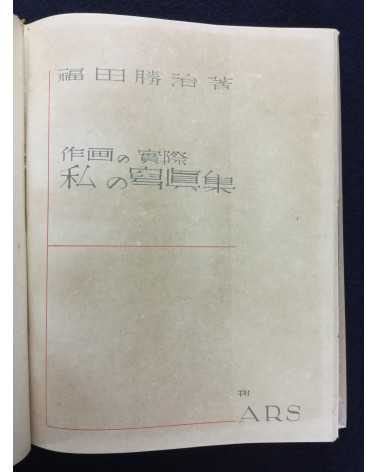 福田勝治著
作画の實際
私の寫眞集
刊
ARS